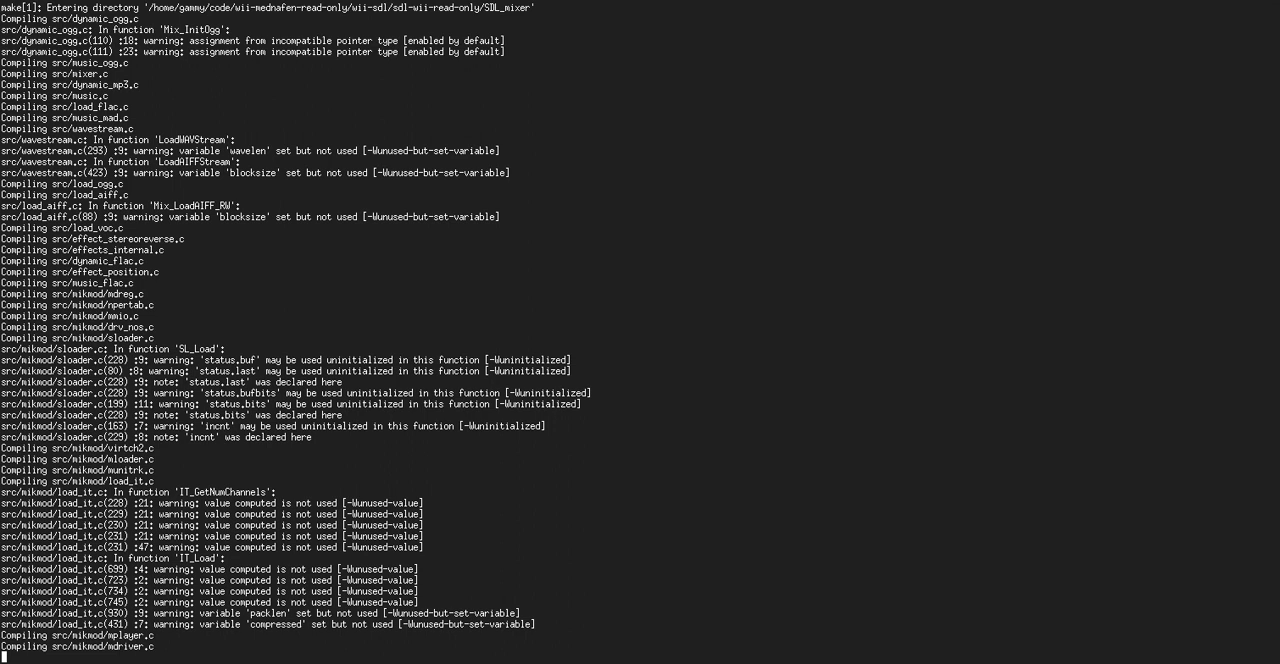 make[1]: Entering directory '/home/gammy/code/wii-mednafen-read-only/wii-sdl/sdl-wii-read-only/SDL_mixer'
Compiling src/dynamic_ogg.c
src/dynamic_ogg.c: In function 'Mix_InitOgg':
src/dynamic_ogg.c(110) :18: warning: assignment from incompatible pointer type [enabled by default]
src/dynamic_ogg.c(111) :23: warning: assignment from incompatible pointer type [enabled by default]
Compiling src/music_ogg.c
Compiling src/mixer.c
Compiling src/dynamic_mp3.c
Compiling src/music.c
Compiling src/load_flac.c
Compiling src/music_mad.c
Compiling src/wavestream.c
src/wavestream.c: In function 'LoadWAVStream':
src/wavestream.c(293) :9: warning: variable 'wavelen' set but not used [-Wunused-but-set-variable]
src/wavestream.c: In function 'LoadAIFFStream':
src/wavestream.c(423) :9: warning: variable 'blocksize' set but not used [-Wunused-but-set-variable]
Compiling src/load_ogg.c
Compiling src/load_aiff.c
src/load_aiff.c: In function 'Mix_LoadAIFF_RW':
src/load_aiff.c(88) :9: warning: variable 'blocksize' set but not used [-Wunused-but-set-variable]
Compiling src/load_voc.c
Compiling src/effect_stereoreverse.c
Compiling src/effects_internal.c
Compiling src/dynamic_flac.c
Compiling src/effect_position.c
Compiling src/music_flac.c
Compiling src/mikmod/mdreg.c
Compiling src/mikmod/npertab.c
Compiling src/mikmod/mmio.c
Compiling src/mikmod/drv_nos.c
Compiling src/mikmod/sloader.c
src/mikmod/sloader.c: In function 'SL_Load':
src/mikmod/sloader.c(228) :9: warning: 'status.buf' may be used uninitialized in this function [-Wuninitialized]
src/mikmod/sloader.c(80) :8: warning: 'status.last' may be used uninitialized in this function [-Wuninitialized]
src/mikmod/sloader.c(228) :9: note: 'status.last' was declared here
src/mikmod/sloader.c(228) :9: warning: 'status.bufbits' may be used uninitialized in this function [-Wuninitialized]
src/mikmod/sloader.c(199) :11: warning: 'status.bits' may be used uninitialized in this function [-Wuninitialized]
src/mikmod/sloader.c(228) :9: note: 'status.bits' was declared here
src/mikmod/sloader.c(163) :7: warning: 'incnt' may be used uninitialized in this function [-Wuninitialized]
src/mikmod/sloader.c(229) :8: note: 'incnt' was declared here
Compiling src/mikmod/virtch2.c
Compiling src/mikmod/mloader.c
Compiling src/mikmod/munitrk.c
Compiling src/mikmod/load_it.c
src/mikmod/load_it.c: In function 'IT_GetNumChannels':
src/mikmod/load_it.c(228) :21: warning: value computed is not used [-Wunused-value]
src/mikmod/load_it.c(229) :21: warning: value computed is not used [-Wunused-value]
src/mikmod/load_it.c(230) :21: warning: value computed is not used [-Wunused-value]
src/mikmod/load_it.c(231) :21: warning: value computed is not used [-Wunused-value]
src/mikmod/load_it.c(231) :47: warning: value computed is not used [-Wunused-value]
src/mikmod/load_it.c: In function 'IT_Load':
src/mikmod/load_it.c(699) :4: warning: value computed is not used [-Wunused-value]
src/mikmod/load_it.c(723) :2: warning: value computed is not used [-Wunused-value]
src/mikmod/load_it.c(734) :2: warning: value computed is not used [-Wunused-value]
src/mikmod/load_it.c(745) :2: warning: value computed is not used [-Wunused-value]
src/mikmod/load_it.c(930) :9: warning: variable 'packlen' set but not used [-Wunused-but-set-variable]
src/mikmod/load_it.c(431) :7: warning: variable 'compressed' set but not used [-Wunused-but-set-variable]
Compiling src/mikmod/mplayer.c
Compiling src/mikmod/mdriver.c